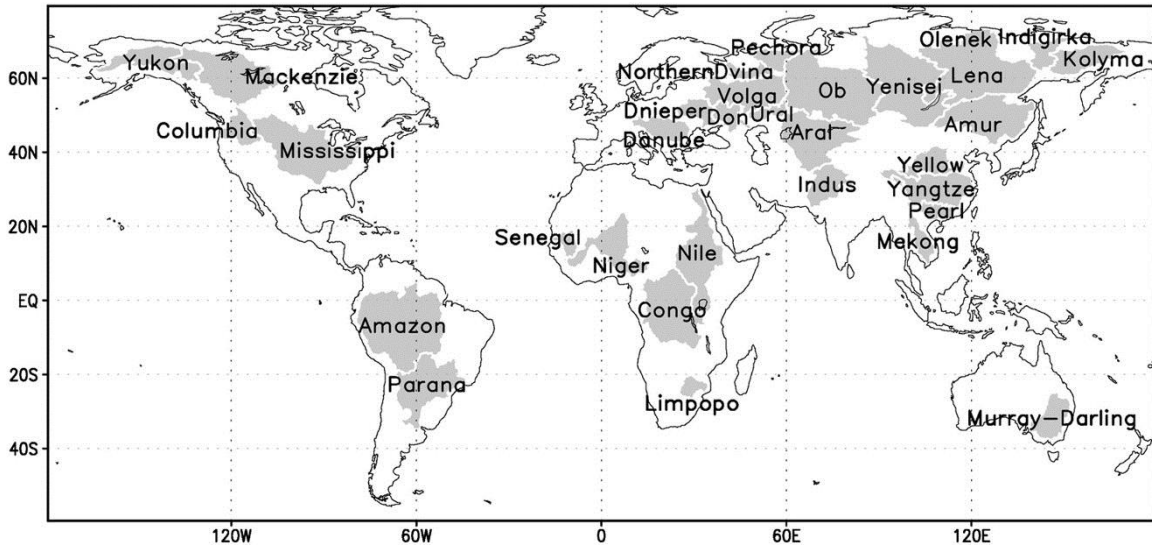 Yukon
Mackenzie
Columbia
Mississippi
Amazon
Parana
Pechora
NorthernDvina
Volga
Dnieper
Don
Ural
Danube
Aral
Ob
Yenisei
Olenek
Indigirka
Lena
Kolyma
Amur
Yellow
Yangtze
Pearl
Mekong
Indus
Senegal
Niger
Nile
Congo
Limpopo
Murray-Darling
60N
40N
20N
EQ
20S
40S
120W
60W
0
60E
120E